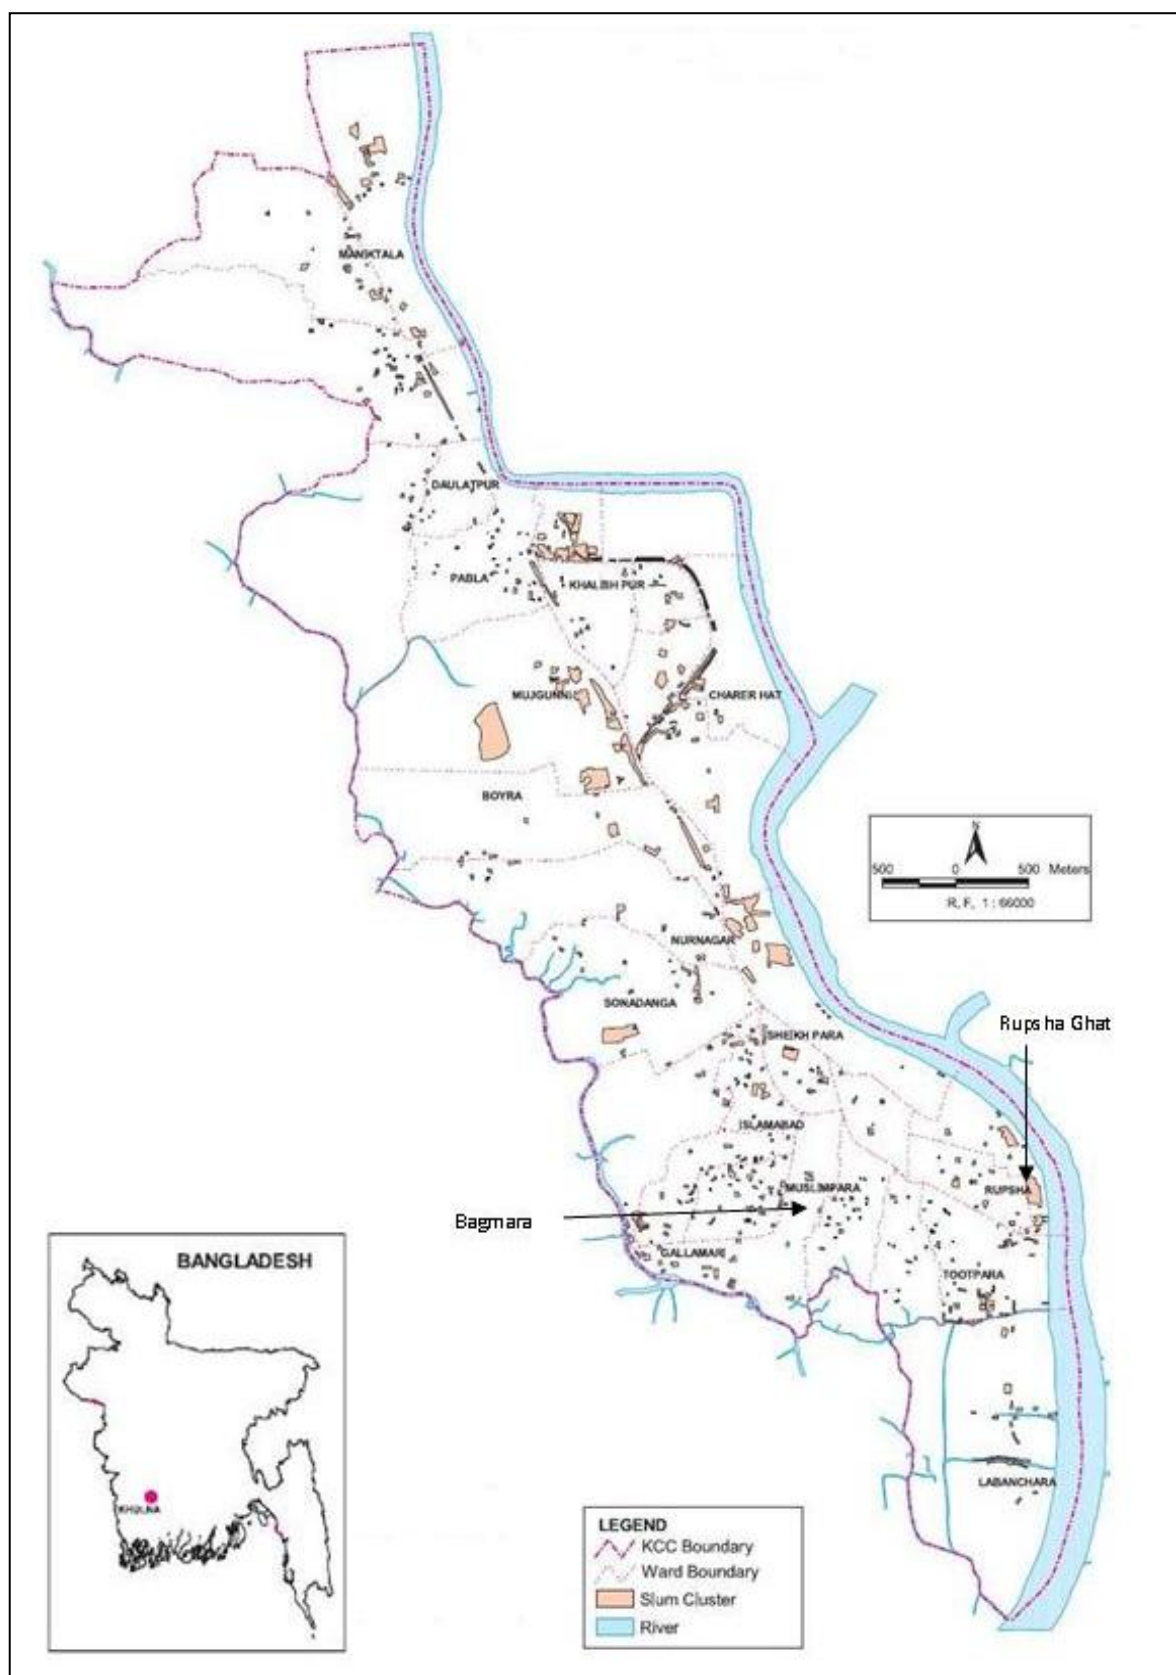 MANIKTALA
DAULATPUR
PABLA
KHALISH PUR
MUJGUNNI
CHARER HAT
BOYRA
N
500 0 500 Meters
R, F, 1 : 66000
NURNAGAR
SONADANGA
Rupsha Ghat
SHEIKH PARA
ISLAMABAD
MUSLIMPARA
RUPSHA
Bagmara
GALLAMARI
BANGLADESH
TOOTPARA
KHULNA
LABANCHARA
LEGEND
KCC Boundary
Ward Boundary
Slum Cluster
River